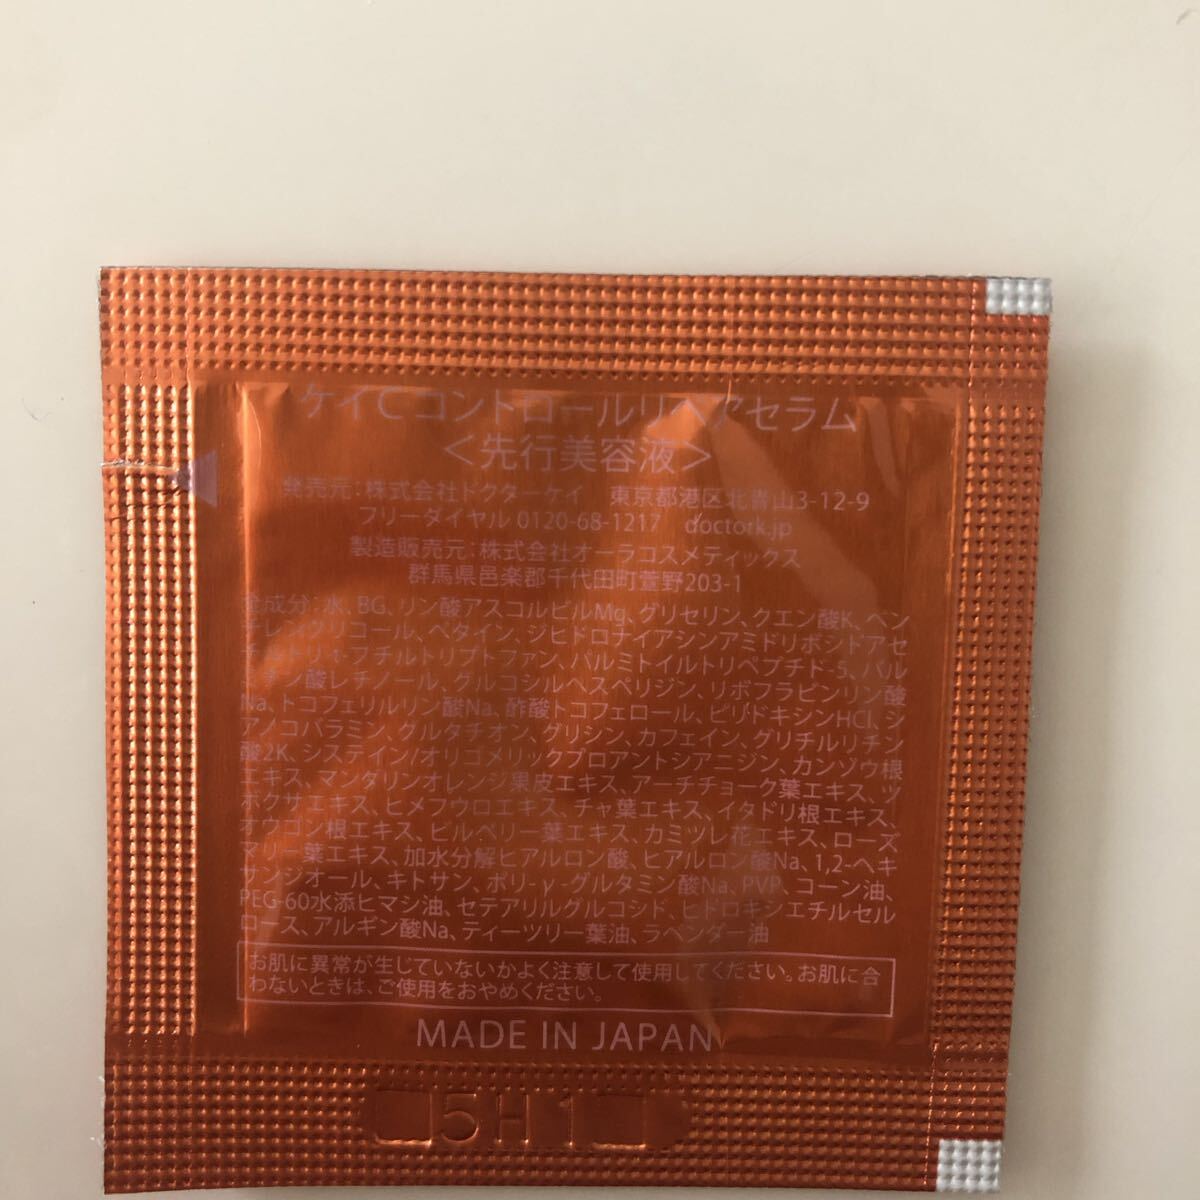 ケイCコントロールリペアセラム
＜先行美容液＞
発売元：株式会社ドクターケイ 東京都港区北青山3-12-9
フリーダイヤル 0120-68-1217 doctork.jp
製造販売元：株式会社オーラコスメティックス
群馬県邑楽郡千代田町萱野203-1
全成分：水、BG、リン酸アスコルビルMg、グリセリン、クエン酸K、ペン
チレングリコール、ベタイン、ジヒドロナイアシンアミドリボシドアセ
チルトリt-ブチルトリプトファン、パルミトイルトリペプチド-5、パル
ミチン酸レチノール、グルコシルヘスペリジン、リボフラビンリン酸
Na、トコフェリルリン酸Na、酢酸トコフェロール、ピリドキシンHCl、シ
アノコバラミン、グルタチオン、グリシン、カフェイン、グリチルリチン
酸2K、システイン/オリゴメリックプロアントシアニジン、カンゾウ根
エキス、マンダリンオレンジ果皮エキス、アーチチョーク葉エキス、ツ
ボクサエキス、ヒメフウロエキス、チャ葉エキス、イタドリ根エキス、
オウゴン根エキス、ビルベリー葉エキス、カミツレ花エキス、ローズ
マリー葉エキス、加水分解ヒアルロン酸、ヒアルロン酸Na、1,2-ヘキ
サンジオール、キトサン、ポリ-γ-グルタミン酸Na、PVP、コーン油、
PEG-60水添ヒマシ油、セテアリルグルコシド、ヒドロキシエチルセル
ロース、アルギン酸Na、ティーツリー葉油、ラベンダー油
お肌に異常が生じていないかよく注意して使用してください。お肌に合
わないときは、ご使用をおやめください。
MADE IN JAPAN
5H1